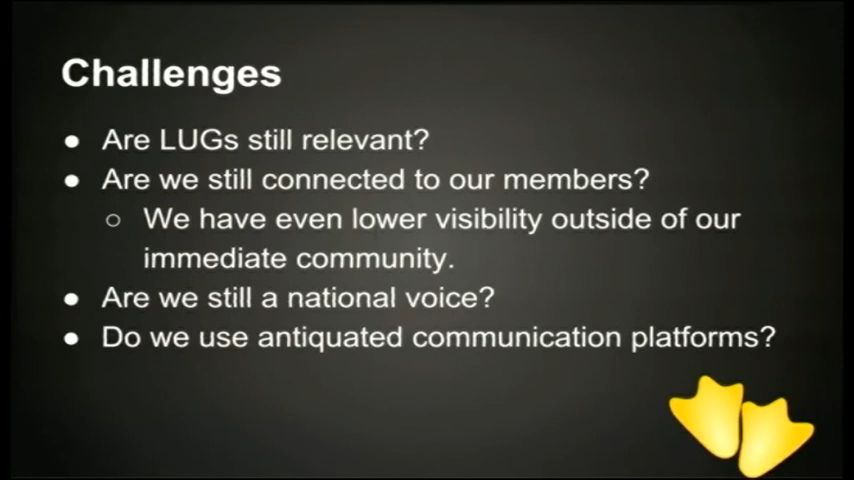 Challenges
● Are LUGs still relevant?
● Are we still connected to our members?
○ We have even lower visibility outside of our
immediate community.
● Are we still a national voice?
● Do we use antiquated communication platforms?